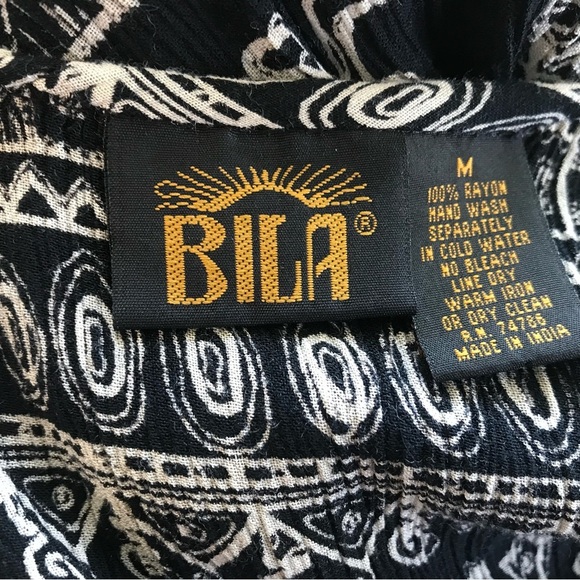 BILA®
M
100% RAYON
HAND WASH
SEPARATELY
IN COLD WATER
NO BLEACH
LINE DRY
WARM IRON
OR DRY CLEAN
R.N. 74786
MADE IN INDIA